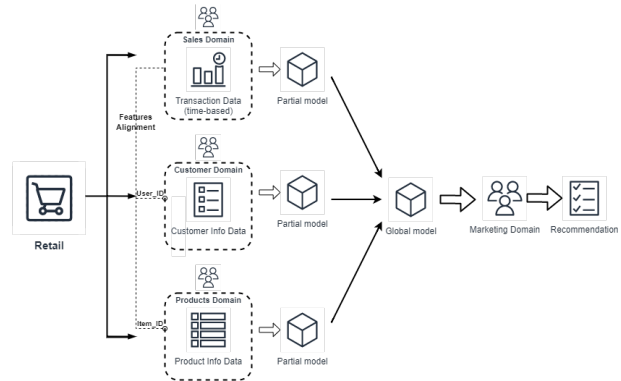 Sales Domain
Transaction Data
(time-based)
Partial model
Features
Alignment
Customer Domain
User_ID
Customer Info Data
Partial model
Retail
Global model
Marketing Domain
Recommendation
Products Domain
Item_ID
Product Info Data
Partial model